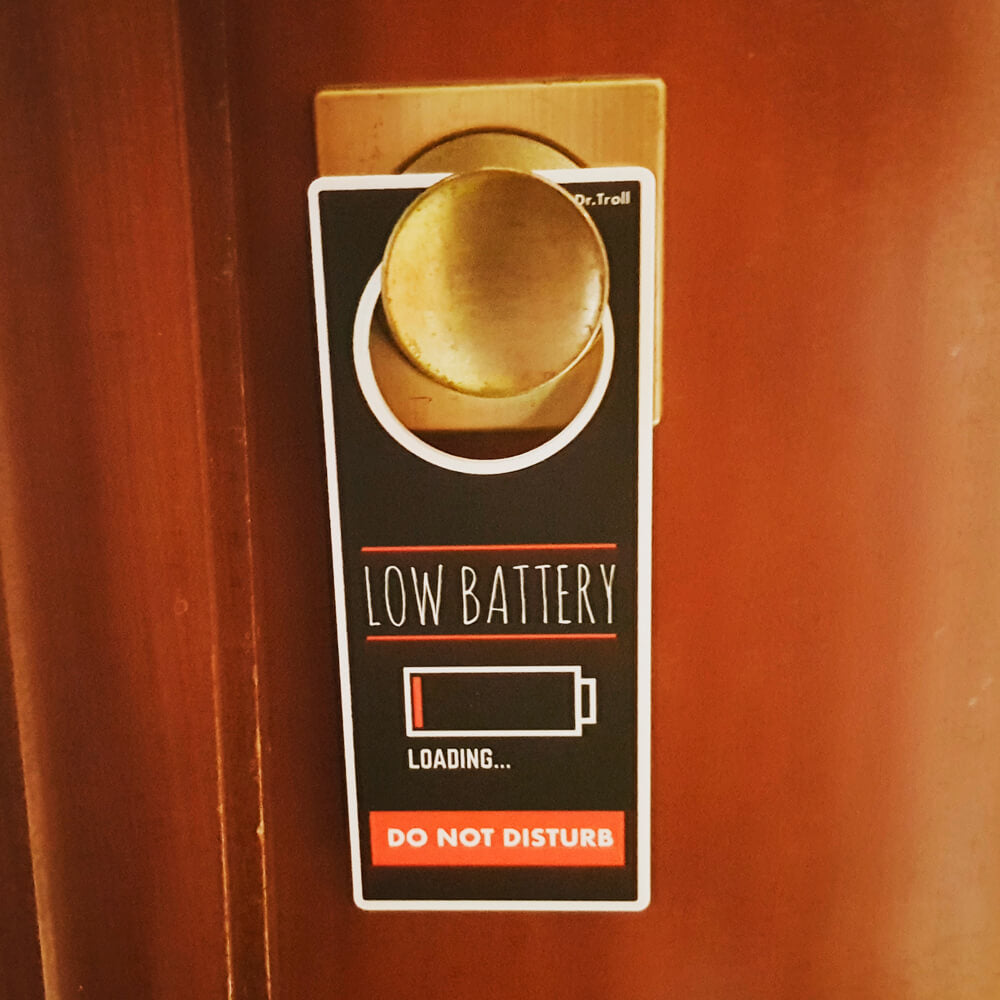 Dr.Troll
LOW BATTERY
LOADING...
DO NOT DISTURB